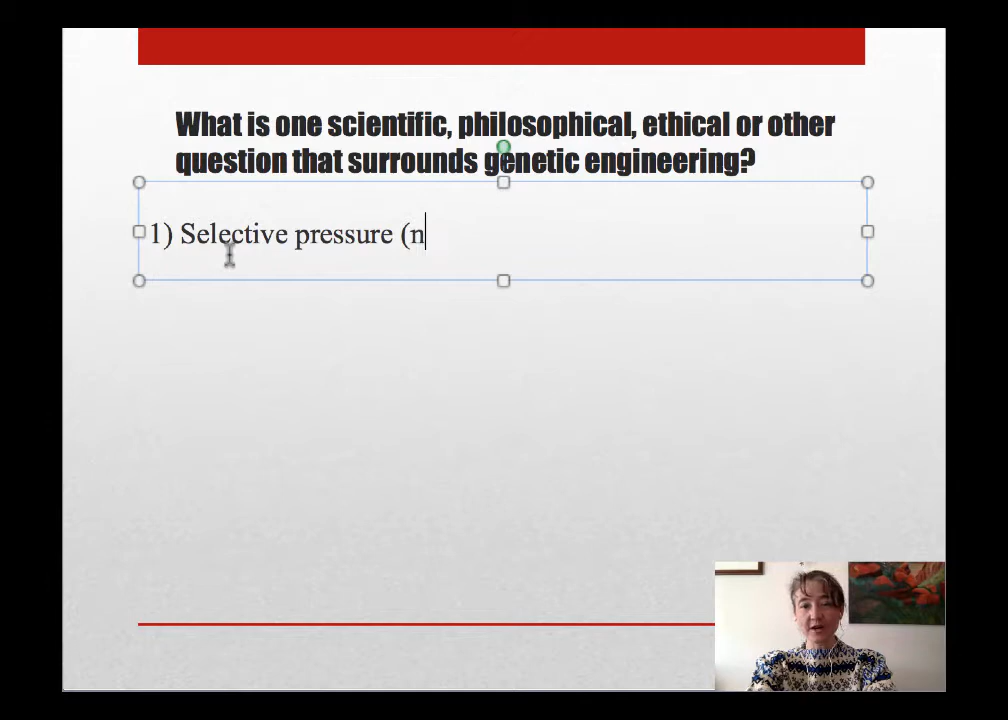 What is one scientific, philosophical, ethical or other
question that surrounds genetic engineering?
1) Selective pressure (n